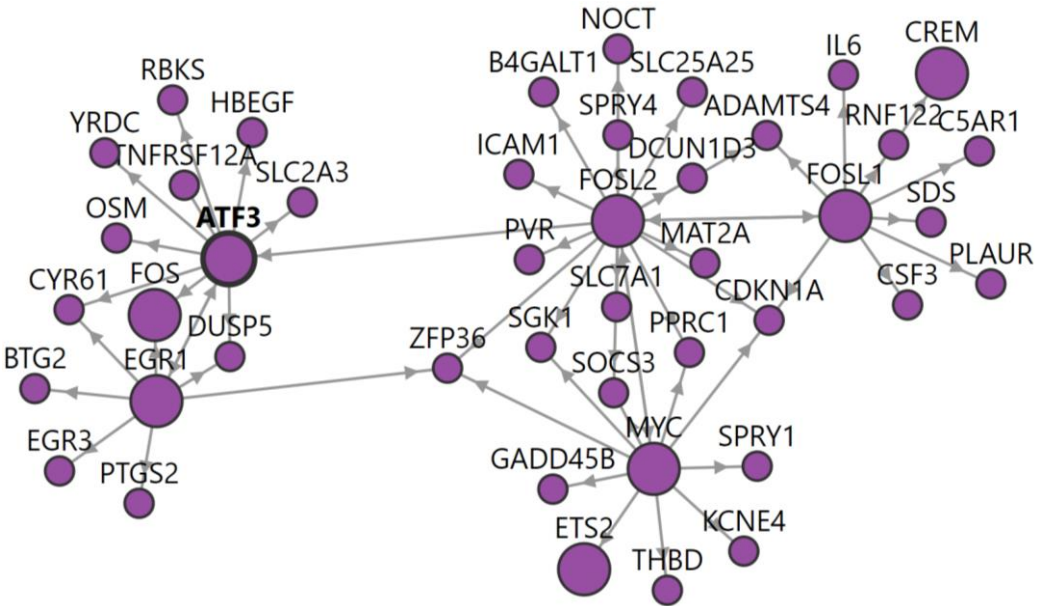 NOCT
CREM
IL6
B4GALT1
SLC25A25
RBKS
HBEGF
SPRY4
ADAMTS4
RNF122
C5AR1
YRDC
TNFRSF12A
ICAM1
DCUN1D3
SLC2A3
FOSL2
FOSL1
SDS
OSM
ATF3
PVR
MAT2A
PLAUR
CYR61
FOS
SLC7A1
CDKN1A
CSF3
DUSP5
SGK1
PPRC1
ZFP36
BTG2
EGR1
SOCS3
MYC
EGR3
SPRY1
PTGS2
GADD45B
ETS2
KCNE4
THBD